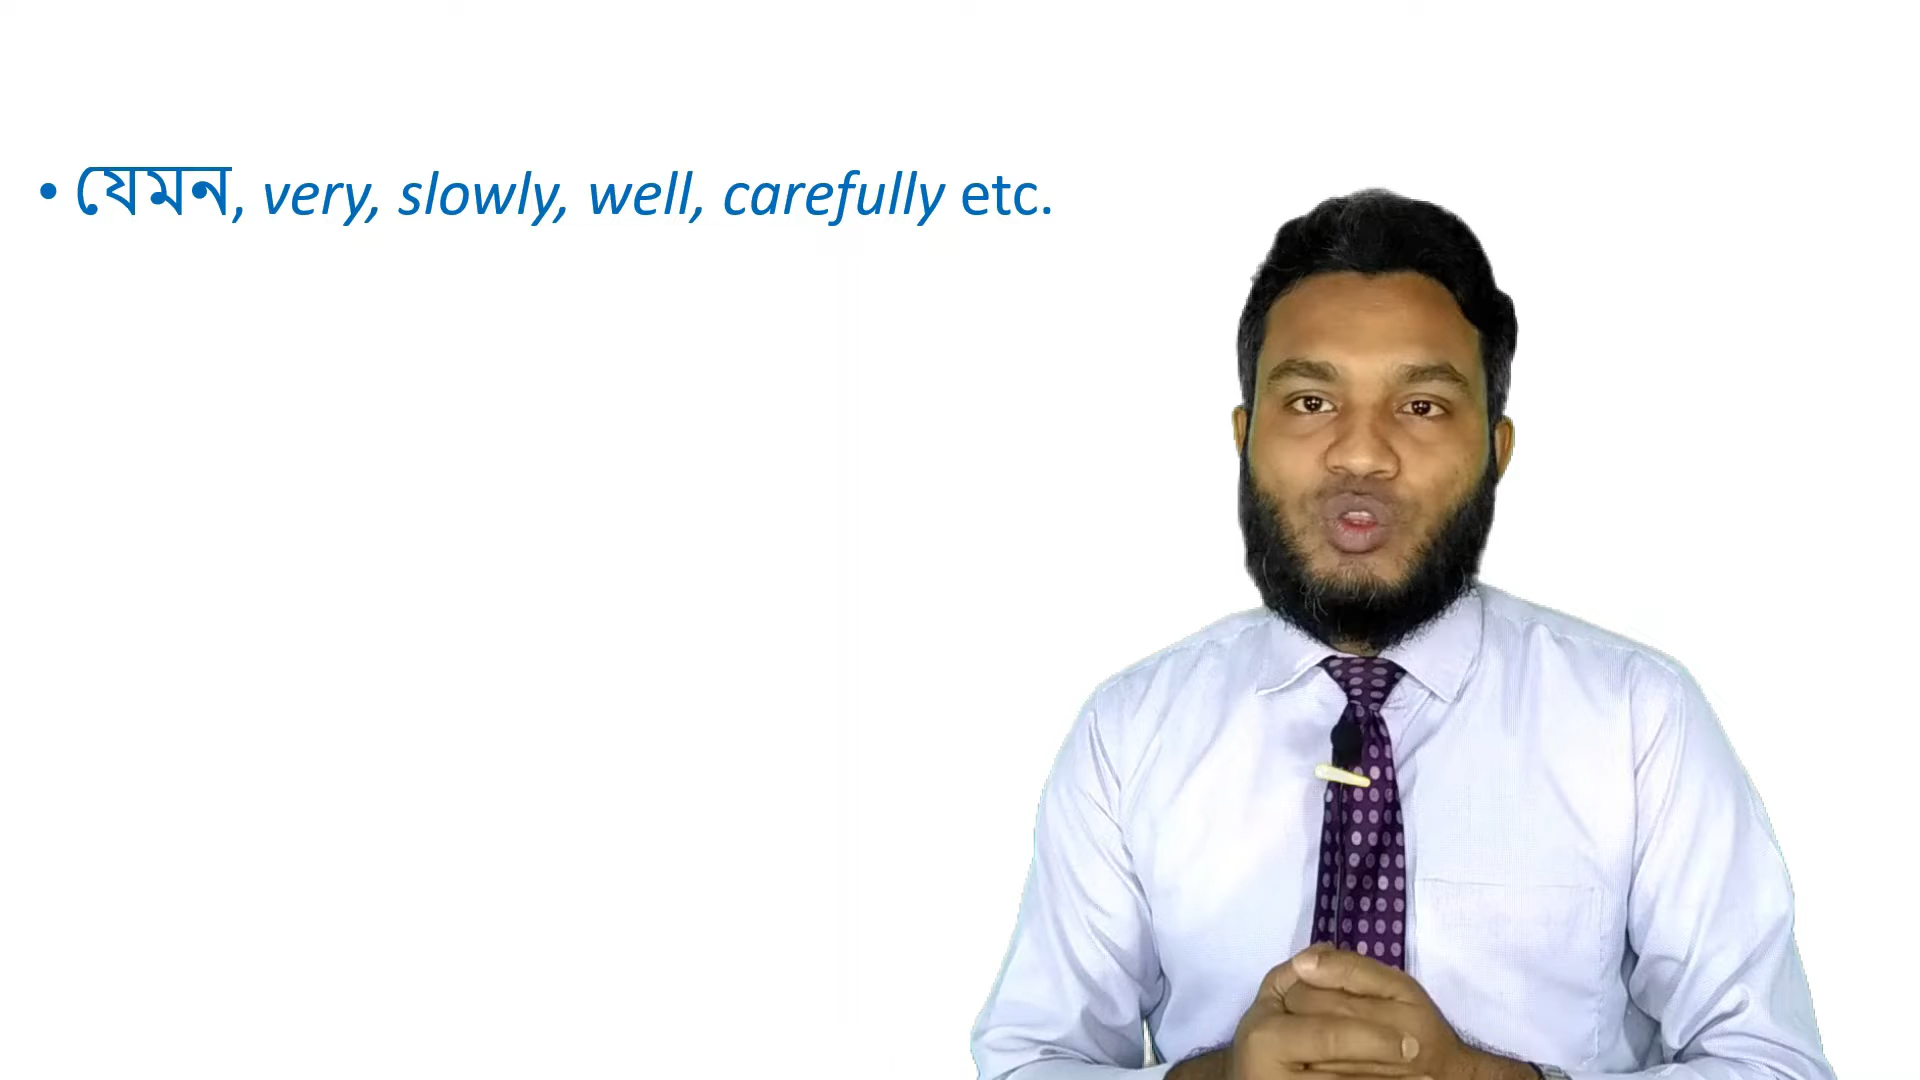 • যেমন, very, slowly, well, carefully etc.